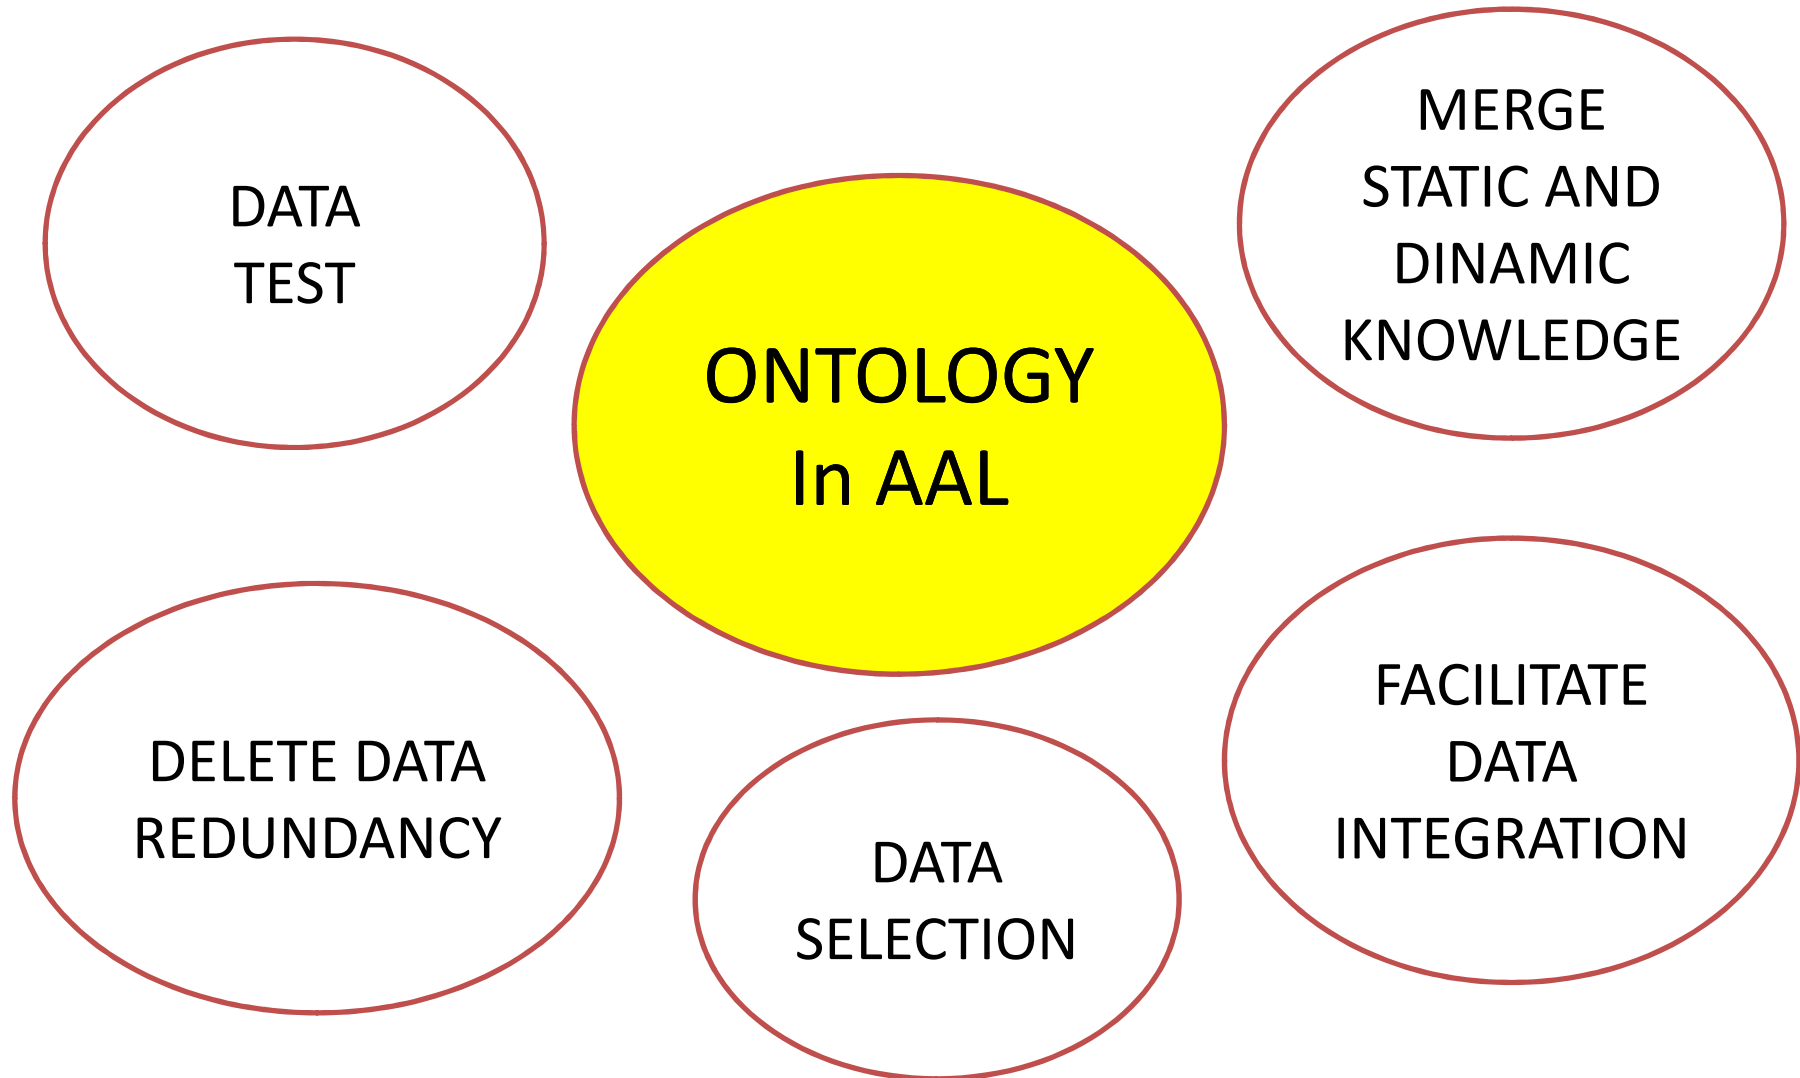 DATA
TEST
MERGE
STATIC AND
DINAMIC
KNOWLEDGE
ONTOLOGY
In AAL
DELETE DATA
REDUNDANCY
DATA
SELECTION
FACILITATE
DATA
INTEGRATION